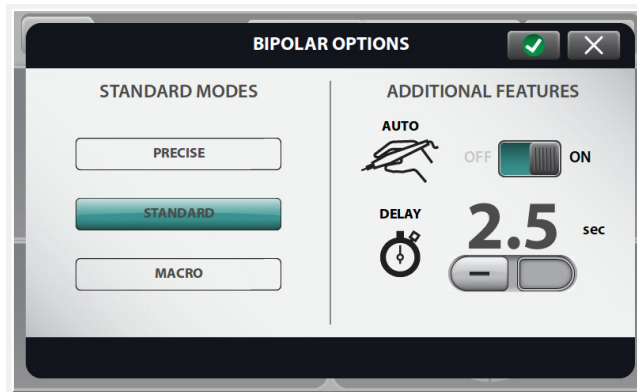 BIPOLAR OPTIONS
STANDARD MODES
PRECISE
STANDARD
MACRO
ADDITIONAL FEATURES
AUTO
OFF ON
DELAY
2.5 sec
−